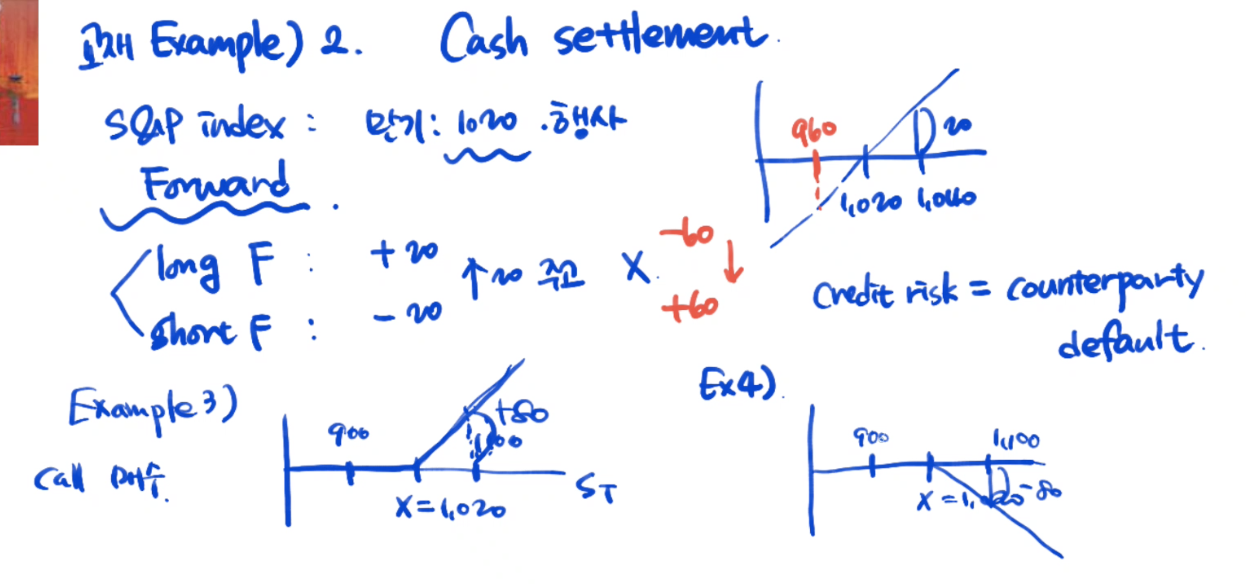 교재 Example) 2. Cash settlement.
S&P index : 만기: 1020 .행사
960
20
1,020 1,040
Forward.
long F : +20 ↑20 주고 X. -60 ↓
short F : -20 +60
Credit risk = counterparty
default.
Example 3)
900 +80
1,100
Call 매수.
X=1,020 ST
Ex4).
900 1,100
X=1,020 -80